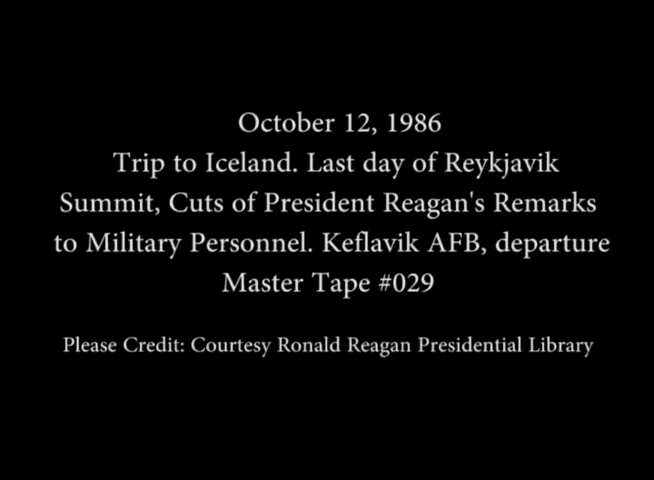 October 12, 1986
Trip to Iceland. Last day of Reykjavik
Summit, Cuts of President Reagan's Remarks
to Military Personnel. Keflavik AFB, departure
Master Tape #029
Please Credit: Courtesy Ronald Reagan Presidential Library